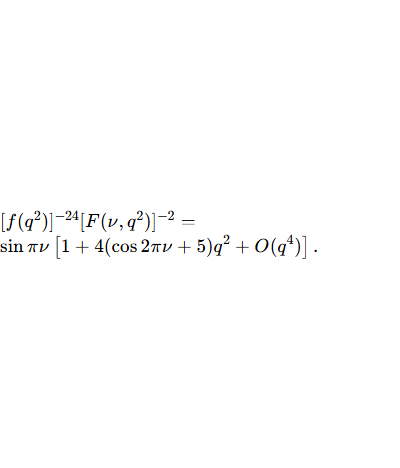 [f(q²)]⁻²⁴[F(ν, q²)]⁻² =
sin πν [1 + 4(cos 2πν + 5)q² + O(q⁴)] .